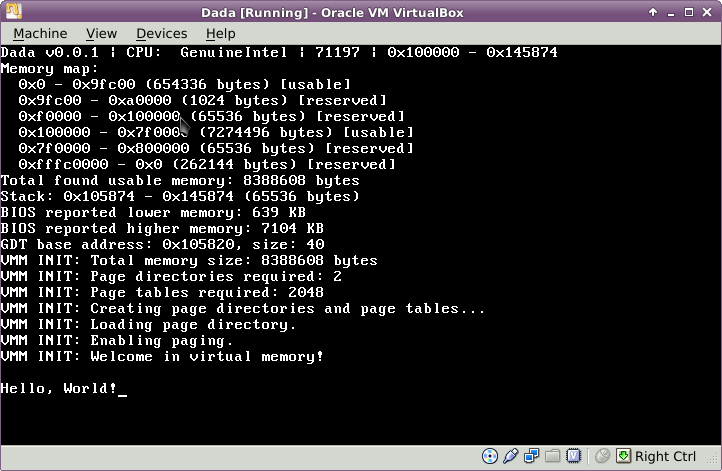 Dada [Running] - Oracle VM VirtualBox
Machine View Devices Help
Dada v0.0.1 | CPU:  GenuineIntel | 71197 | 0x100000 - 0x145874
Memory map:
  0x0 - 0x9fc00 (654336 bytes) [usable]
  0x9fc00 - 0xa0000 (1024 bytes) [reserved]
  0xf0000 - 0x100000 (65536 bytes) [reserved]
  0x100000 - 0x7f0000 (7274496 bytes) [usable]
  0x7f0000 - 0x800000 (65536 bytes) [reserved]
  0xfffc0000 - 0x0 (262144 bytes) [reserved]
Total found usable memory: 8388608 bytes
Stack: 0x105874 - 0x145874 (65536 bytes)
BIOS reported lower memory: 639 KB
BIOS reported higher memory: 7104 KB
GDT base address: 0x105820, size: 40
VMM INIT: Total memory size: 8388608 bytes
VMM INIT: Page directories required: 2
VMM INIT: Page tables required: 2048
VMM INIT: Creating page directories and page tables...
VMM INIT: Loading page directory.
VMM INIT: Enabling paging.
VMM INIT: Welcome in virtual memory!
Hello, World!_
Right Ctrl